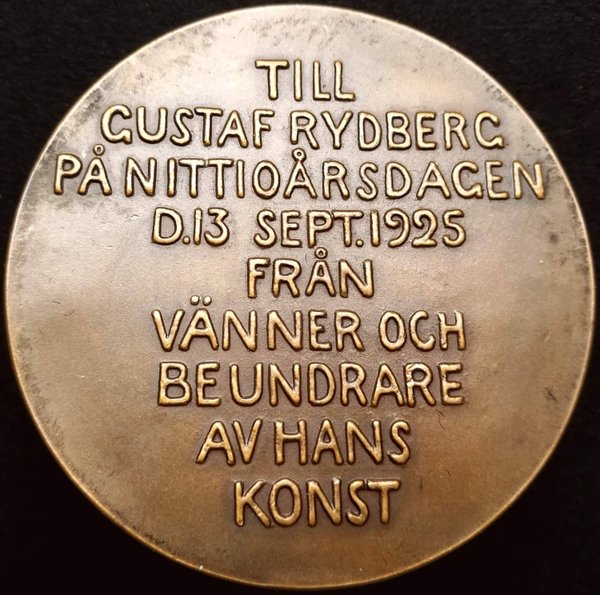 TILL
GUSTAF RYDBERG
PÅ NITTIOÅRSDAGEN
D.13 SEPT.1925
FRÅN
VÄNNER OCH
BEUNDRARE
AV HANS
KONST